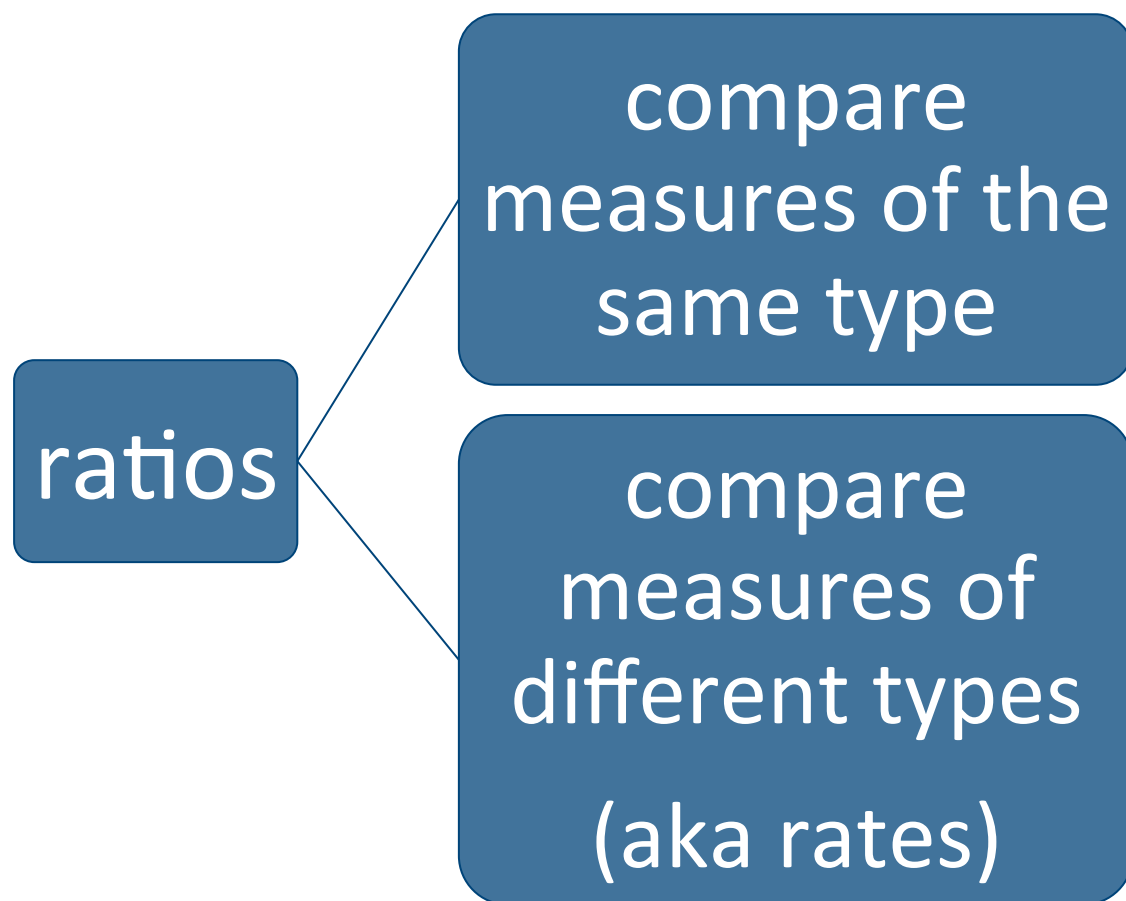 ratios
compare
measures of the
same type
compare
measures of
different types
(aka rates)